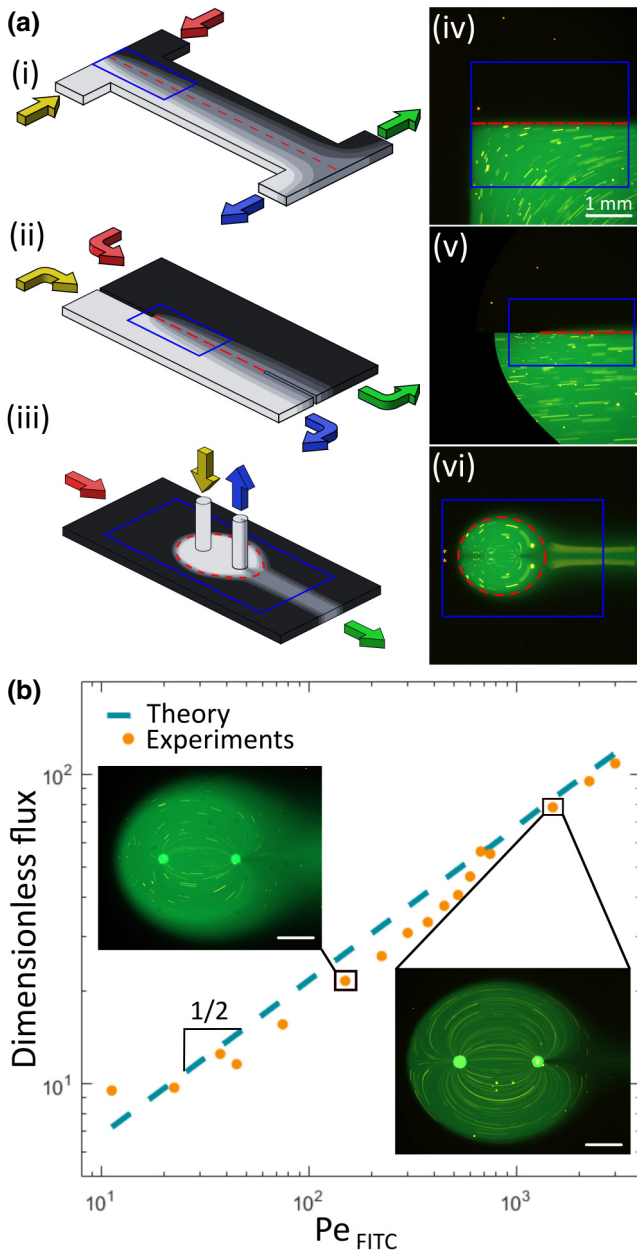 (a)
(i)
(ii)
(iii)
(iv)
1 mm
(v)
(vi)
(b)
Theory
Experiments
10²
10¹
Dimensionless flux
1/2
10¹
10²
10³
Pe FITC